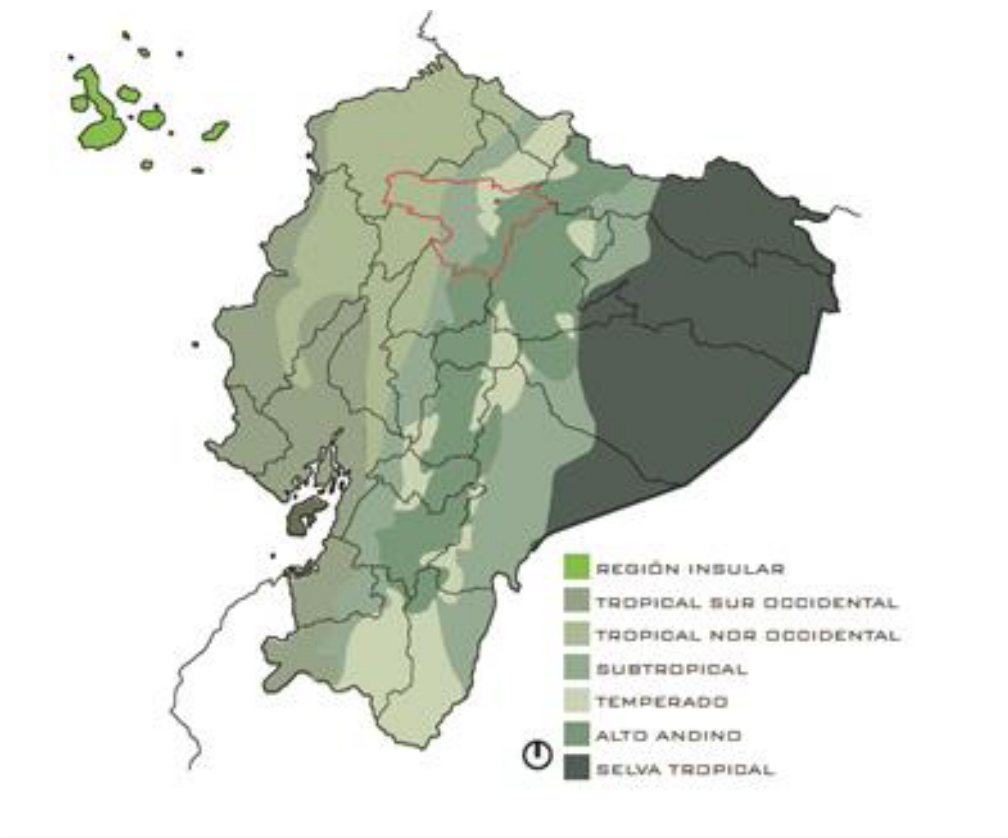 REGIÓN INSULAR
TROPICAL SUR OCCIDENTAL
TROPICAL NOR OCCIDENTAL
SUBTROPICAL
TEMPERADO
ALTO ANDINO
SELVA TROPICAL